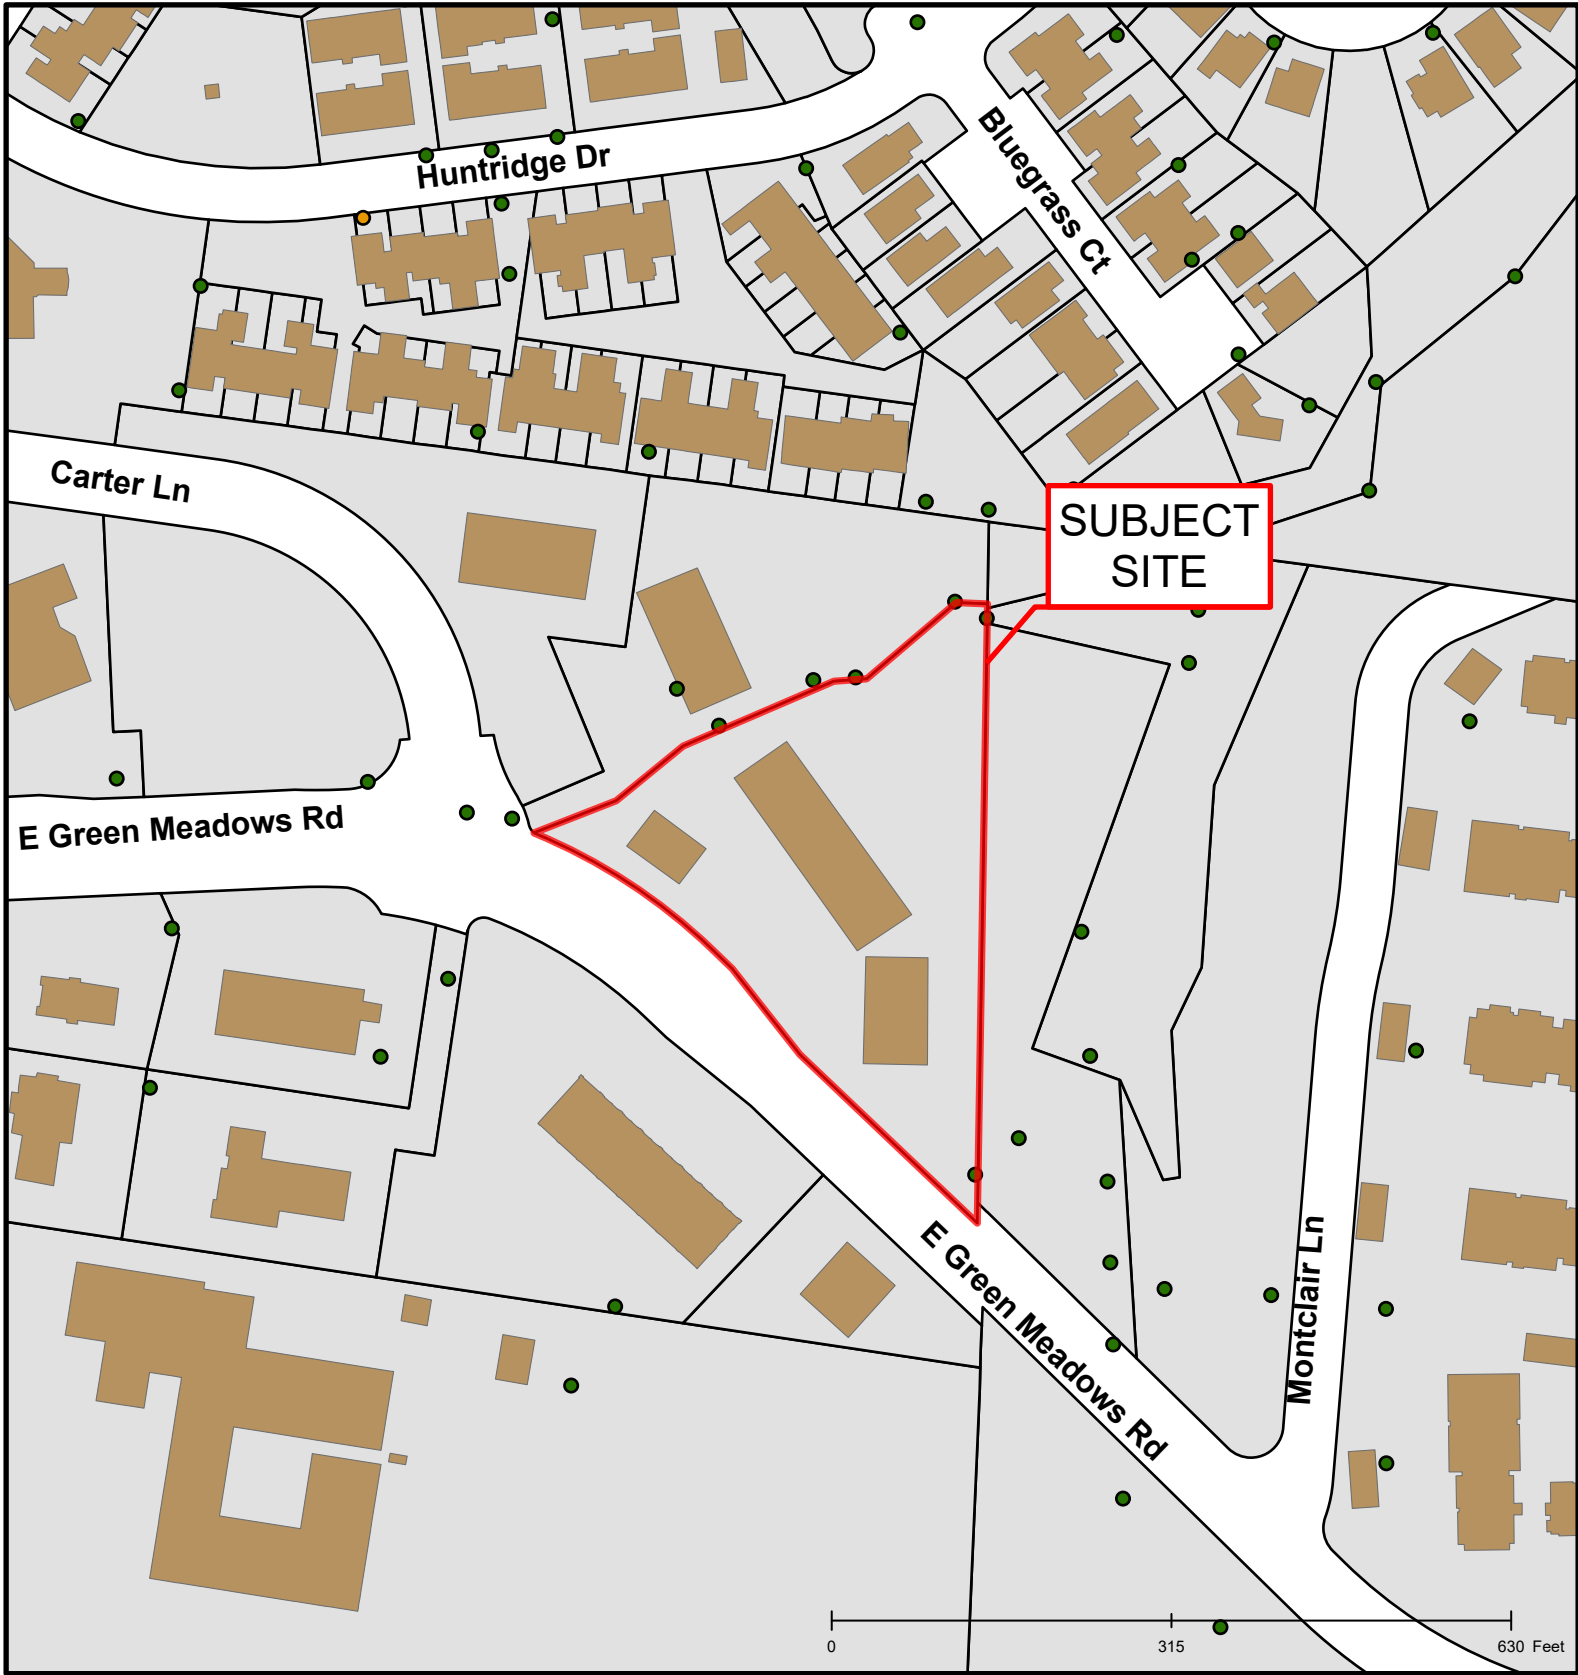 Huntridge Dr
Bluegrass Ct
Carter Ln
SUBJECT
SITE
E Green Meadows Rd
E Green Meadows Rd
Montclair Ln
0 315 630 Feet